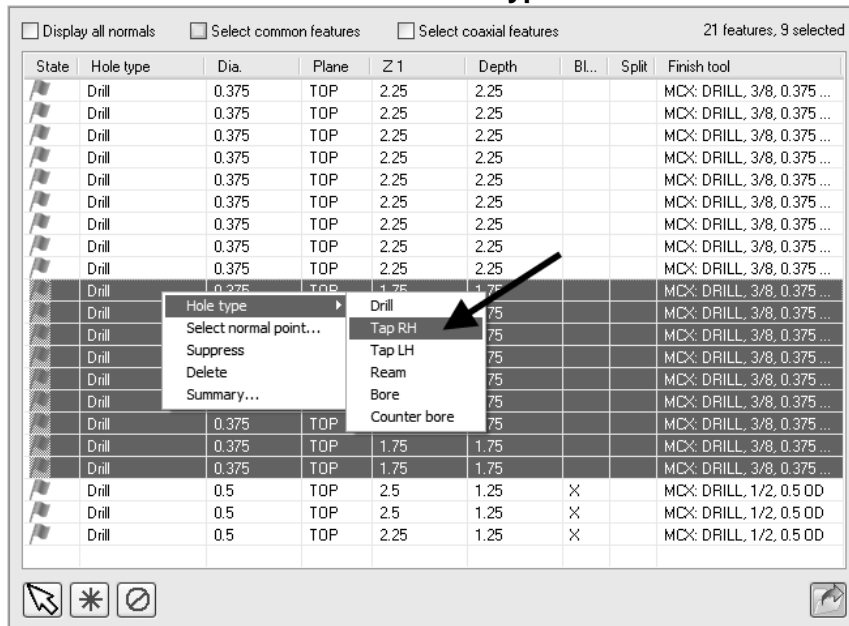 Display all normals Select common features Select coaxial features 21 features, 9 selected
State Hole type Dia. Plane Z 1 Depth Bl... Split Finish tool
Drill 0.375 TOP 2.25 2.25 MCX: DRILL, 3/8, 0.375 ...
Drill 0.375 TOP 2.25 2.25 MCX: DRILL, 3/8, 0.375 ...
Drill 0.375 TOP 2.25 2.25 MCX: DRILL, 3/8, 0.375 ...
Drill 0.375 TOP 2.25 2.25 MCX: DRILL, 3/8, 0.375 ...
Drill 0.375 TOP 2.25 2.25 MCX: DRILL, 3/8, 0.375 ...
Drill 0.375 TOP 2.25 2.25 MCX: DRILL, 3/8, 0.375 ...
Drill 0.375 TOP 2.25 2.25 MCX: DRILL, 3/8, 0.375 ...
Drill 0.375 TOP 2.25 2.25 MCX: DRILL, 3/8, 0.375 ...
Drill 0.375 TOP 2.25 2.25 MCX: DRILL, 3/8, 0.375 ...
Drill 0.375 TOP 1.75 1.75 MCX: DRILL, 3/8, 0.375 ...
Drill Hole type Drill 75 MCX: DRILL, 3/8, 0.375 ...
Drill Select normal point... Tap RH 75 MCX: DRILL, 3/8, 0.375 ...
Drill Suppress Tap LH 75 MCX: DRILL, 3/8, 0.375 ...
Drill Delete Ream 75 MCX: DRILL, 3/8, 0.375 ...
Drill Summary... Bore 75 MCX: DRILL, 3/8, 0.375 ...
Drill 0.375 TOP Counter bore 75 MCX: DRILL, 3/8, 0.375 ...
Drill 0.375 TOP 1.75 1.75 MCX: DRILL, 3/8, 0.375 ...
Drill 0.375 TOP 1.75 1.75 MCX: DRILL, 3/8, 0.375 ...
Drill 0.5 TOP 2.5 1.25 X MCX: DRILL, 1/2, 0.5 OD
Drill 0.5 TOP 2.5 1.25 X MCX: DRILL, 1/2, 0.5 OD
Drill 0.5 TOP 2.25 1.25 X MCX: DRILL, 1/2, 0.5 OD